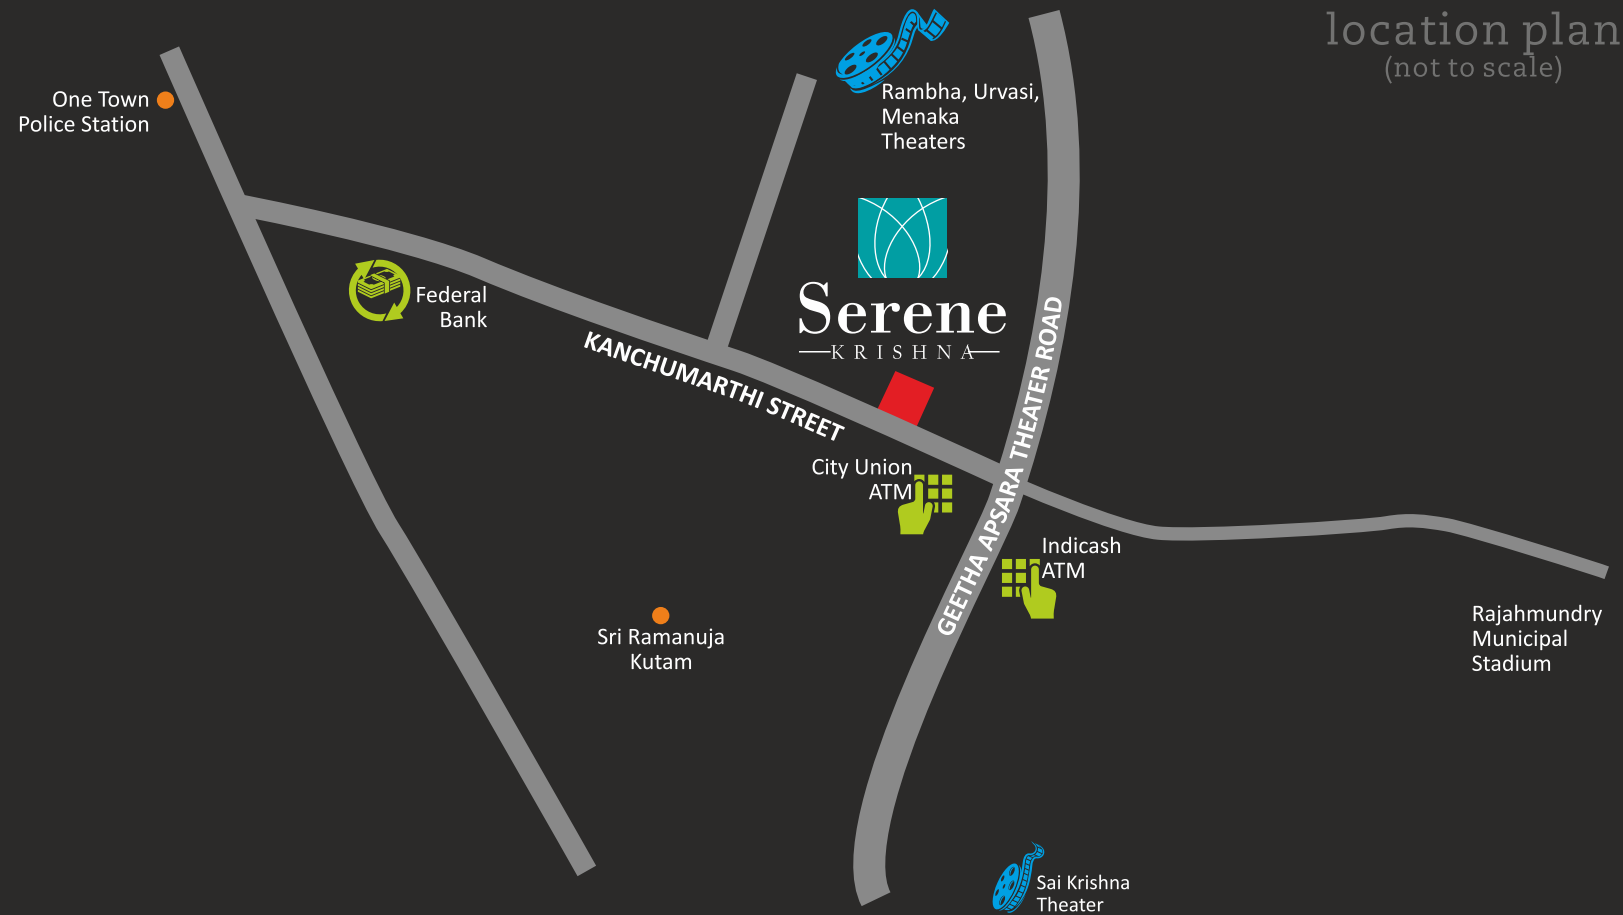 location plan
(not to scale)
One Town
Police Station
Rambha, Urvasi,
Menaka
Theaters
Federal
Bank
Serene
KRISHNA
KANCHUMARTHI STREET
GEETHA APSARA THEATER ROAD
City Union
ATM
Indicash
ATM
Sri Ramanuja
Kutam
Rajahmundry
Municipal
Stadium
Sai Krishna
Theater